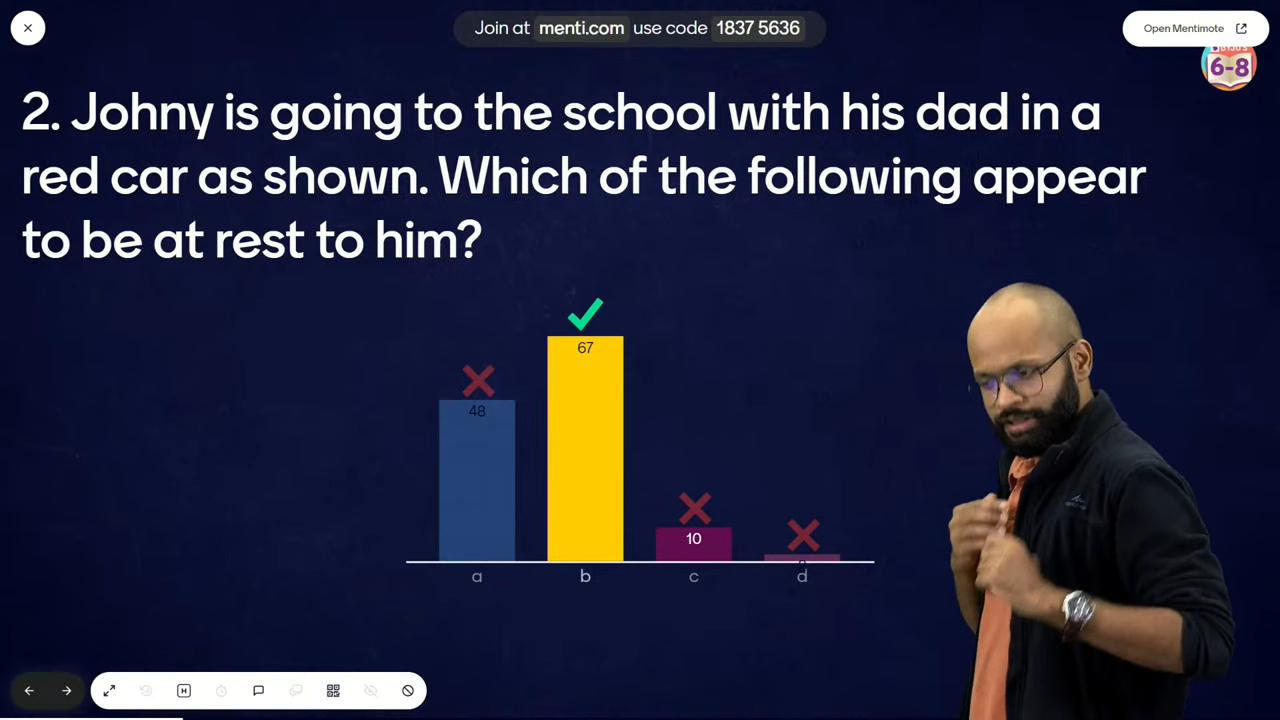 Join at menti.com use code 1837 5636
Open Mentimote
BYJU'S
6-8
2. Johny is going to the school with his dad in a
red car as shown. Which of the following appear
to be at rest to him?
67
48
10
a b c d
H